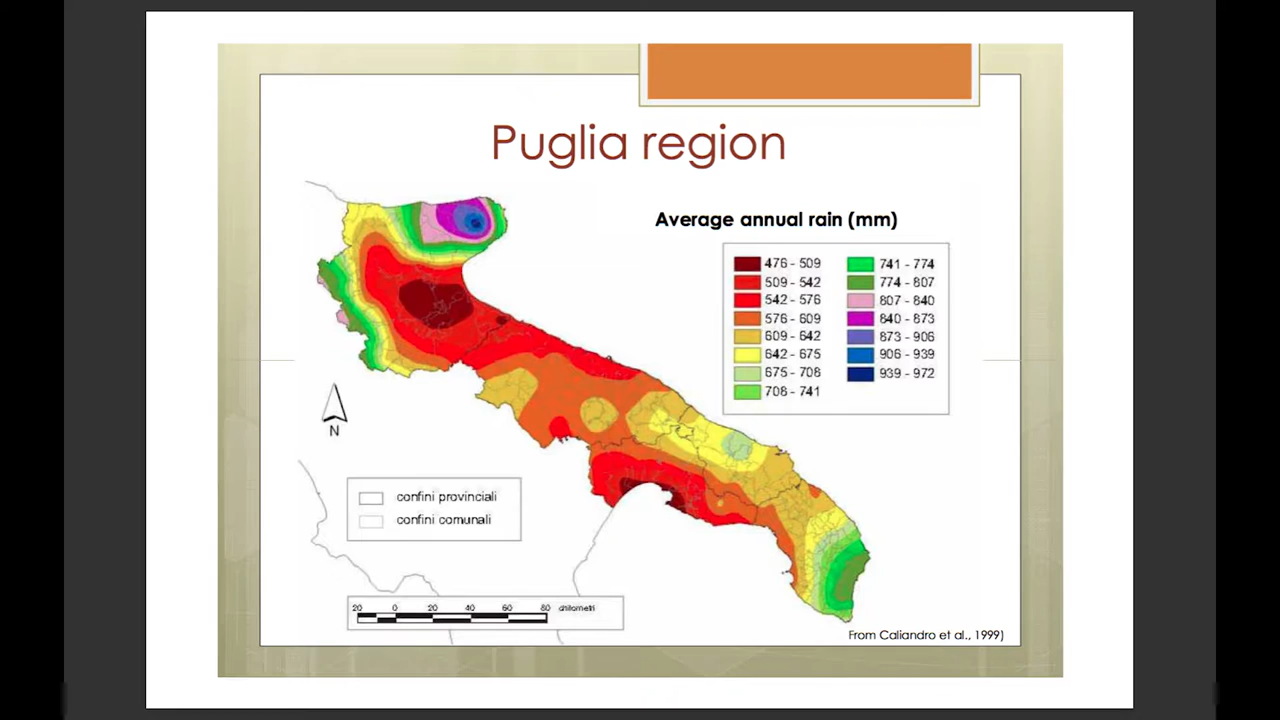 Puglia region
Average annual rain (mm)
476 - 509
509 - 542
542 - 576
576 - 609
609 - 642
642 - 675
675 - 708
708 - 741
741 - 774
774 - 807
807 - 840
840 - 873
873 - 906
906 - 939
939 - 972
N
confini provinciali
confini comunali
20 0 20 40 60 80 chilometri
From Caliandro et al., 1999)